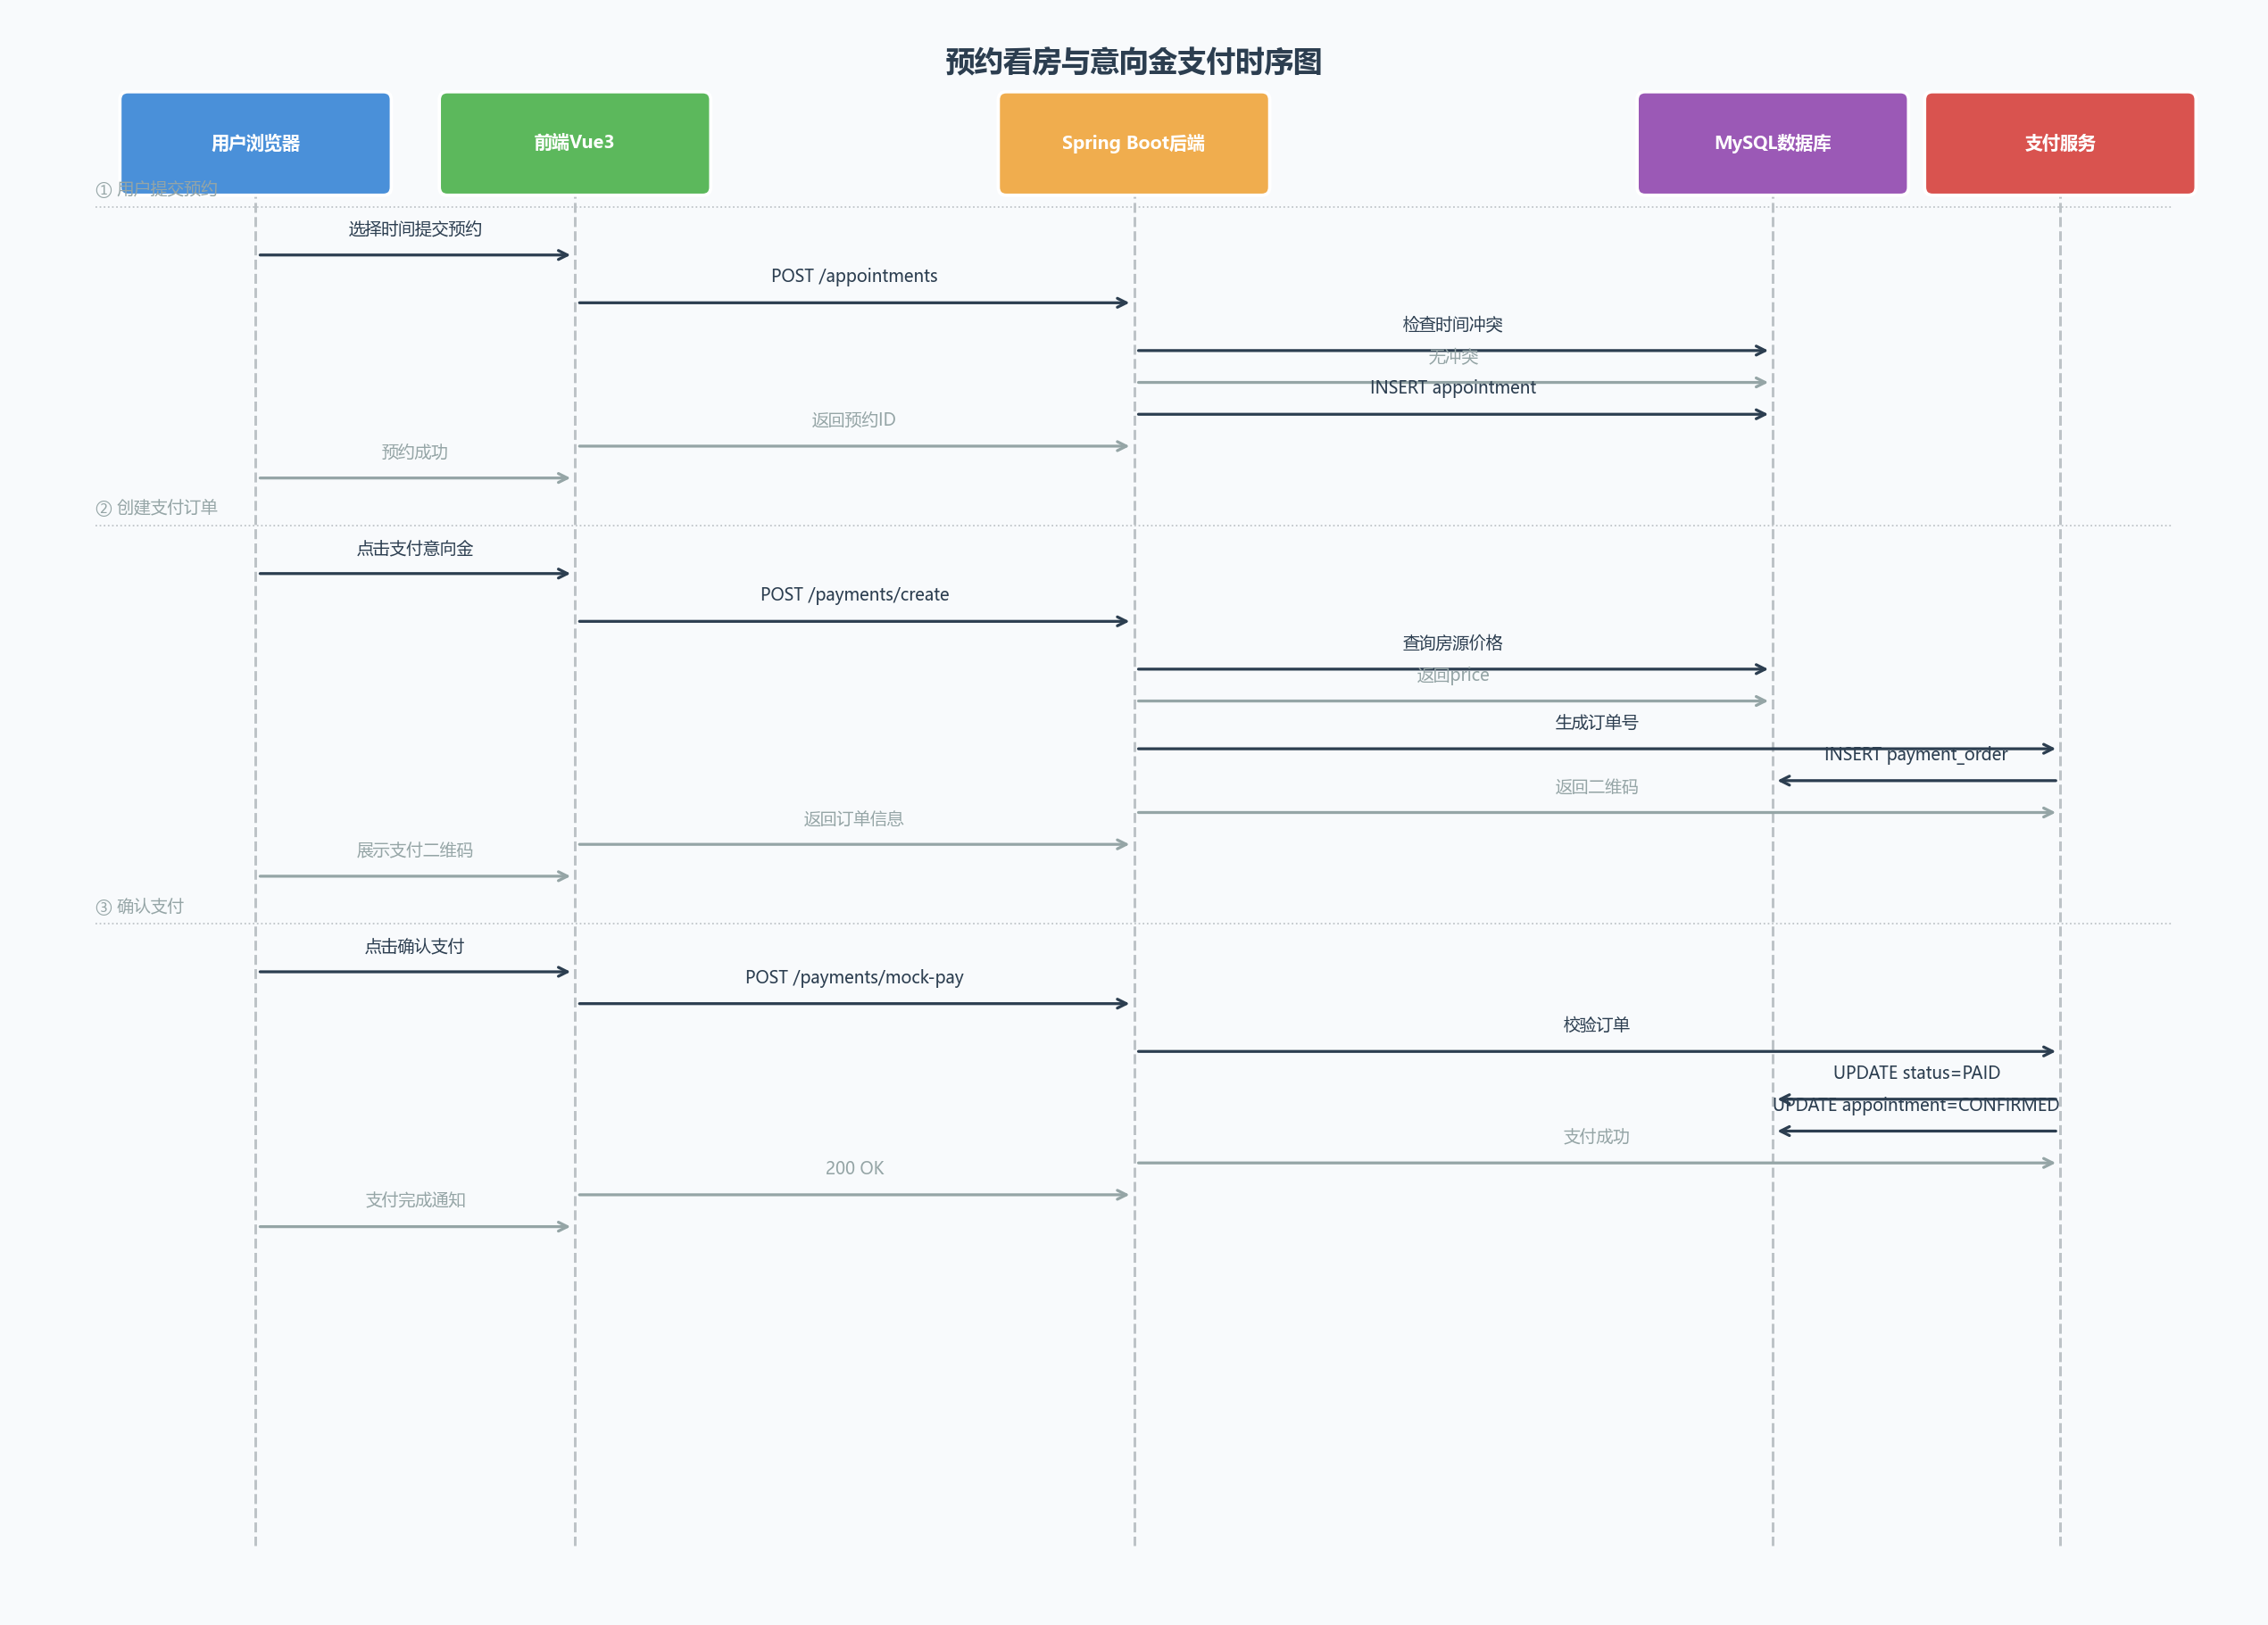 预约看房与意向金支付时序图
用户浏览器
前端Vue3
Spring Boot后端
MySQL数据库
支付服务
① 用户提交预约
选择时间提交预约
POST /appointments
检查时间冲突
无冲突
INSERT appointment
返回预约ID
预约成功
② 创建支付订单
点击支付意向金
POST /payments/create
查询房源价格
返回price
生成订单号
INSERT payment_order
返回二维码
返回订单信息
展示支付二维码
③ 确认支付
点击确认支付
POST /payments/mock-pay
校验订单
UPDATE status=PAID
UPDATE appointment=CONFIRMED
支付成功
200 OK
支付完成通知